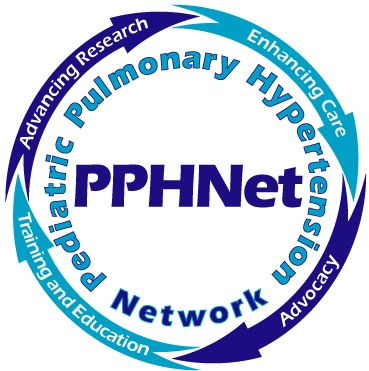 Advancing Research
Enhancing Care
Pediatric Pulmonary Hypertension
PPHNet
Network
Training and Education
Advocacy